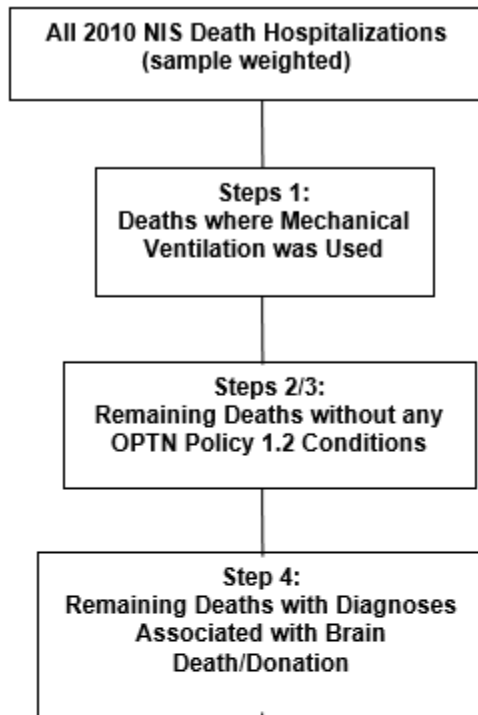 All 2010 NIS Death Hospitalizations
(sample weighted)
Steps 1:
Deaths where Mechanical
Ventilation was Used
Steps 2/3:
Remaining Deaths without any
OPTN Policy 1.2 Conditions
Step 4:
Remaining Deaths with Diagnoses
Associated with Brain
Death/Donation